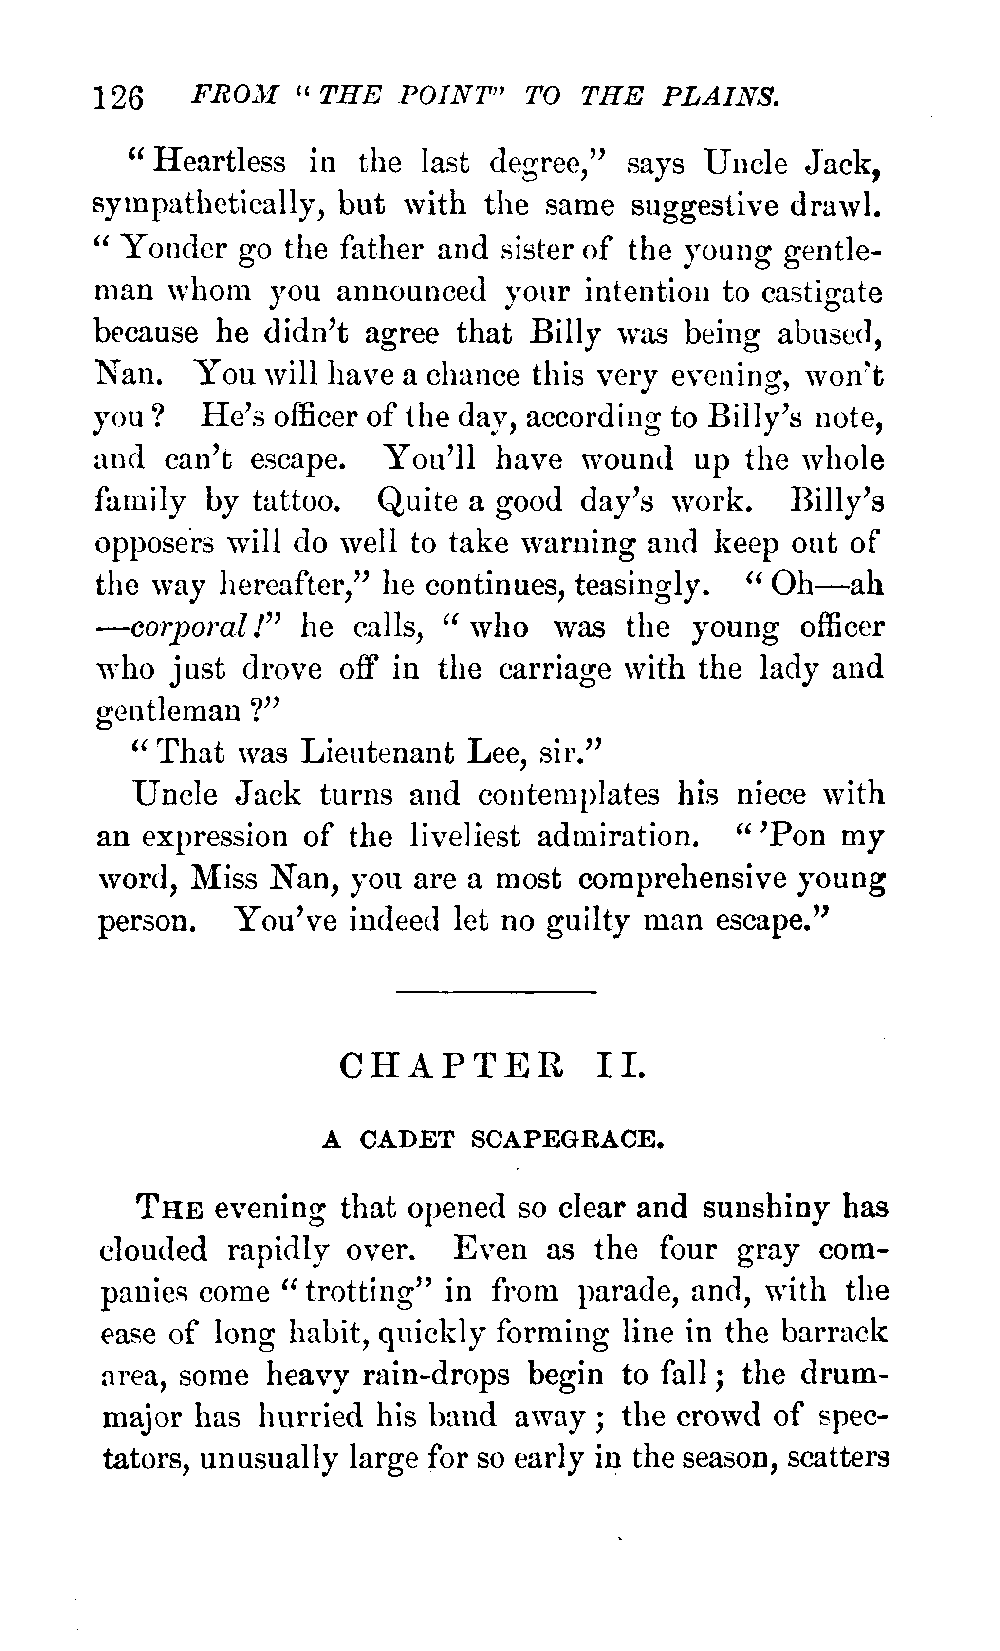 126 FROM "THE POINT" TO THE PLAINS.
"Heartless in the last degree," says Uncle Jack,
sympathetically, but with the same suggestive drawl.
"Yonder go the father and sister of the young gentle-
man whom you announced your intention to castigate
because he didn't agree that Billy was being abused,
Nan. You will have a chance this very evening, won't
you? He's officer of the day, according to Billy's note,
and can't escape. You'll have wound up the whole
family by tattoo. Quite a good day's work. Billy's
opposers will do well to take warning and keep out of
the way hereafter," he continues, teasingly. "Oh—ah
—corporal!" he calls, "who was the young officer
who just drove off in the carriage with the lady and
gentleman?"
"That was Lieutenant Lee, sir."
Uncle Jack turns and contemplates his niece with
an expression of the liveliest admiration. "'Pon my
word, Miss Nan, you are a most comprehensive young
person. You've indeed let no guilty man escape."
CHAPTER II.
A CADET SCAPEGRACE.
THE evening that opened so clear and sunshiny has
clouded rapidly over. Even as the four gray com-
panies come "trotting" in from parade, and, with the
ease of long habit, quickly forming line in the barrack
area, some heavy rain-drops begin to fall; the drum-
major has hurried his band away; the crowd of spec-
tators, unusually large for so early in the season, scatters